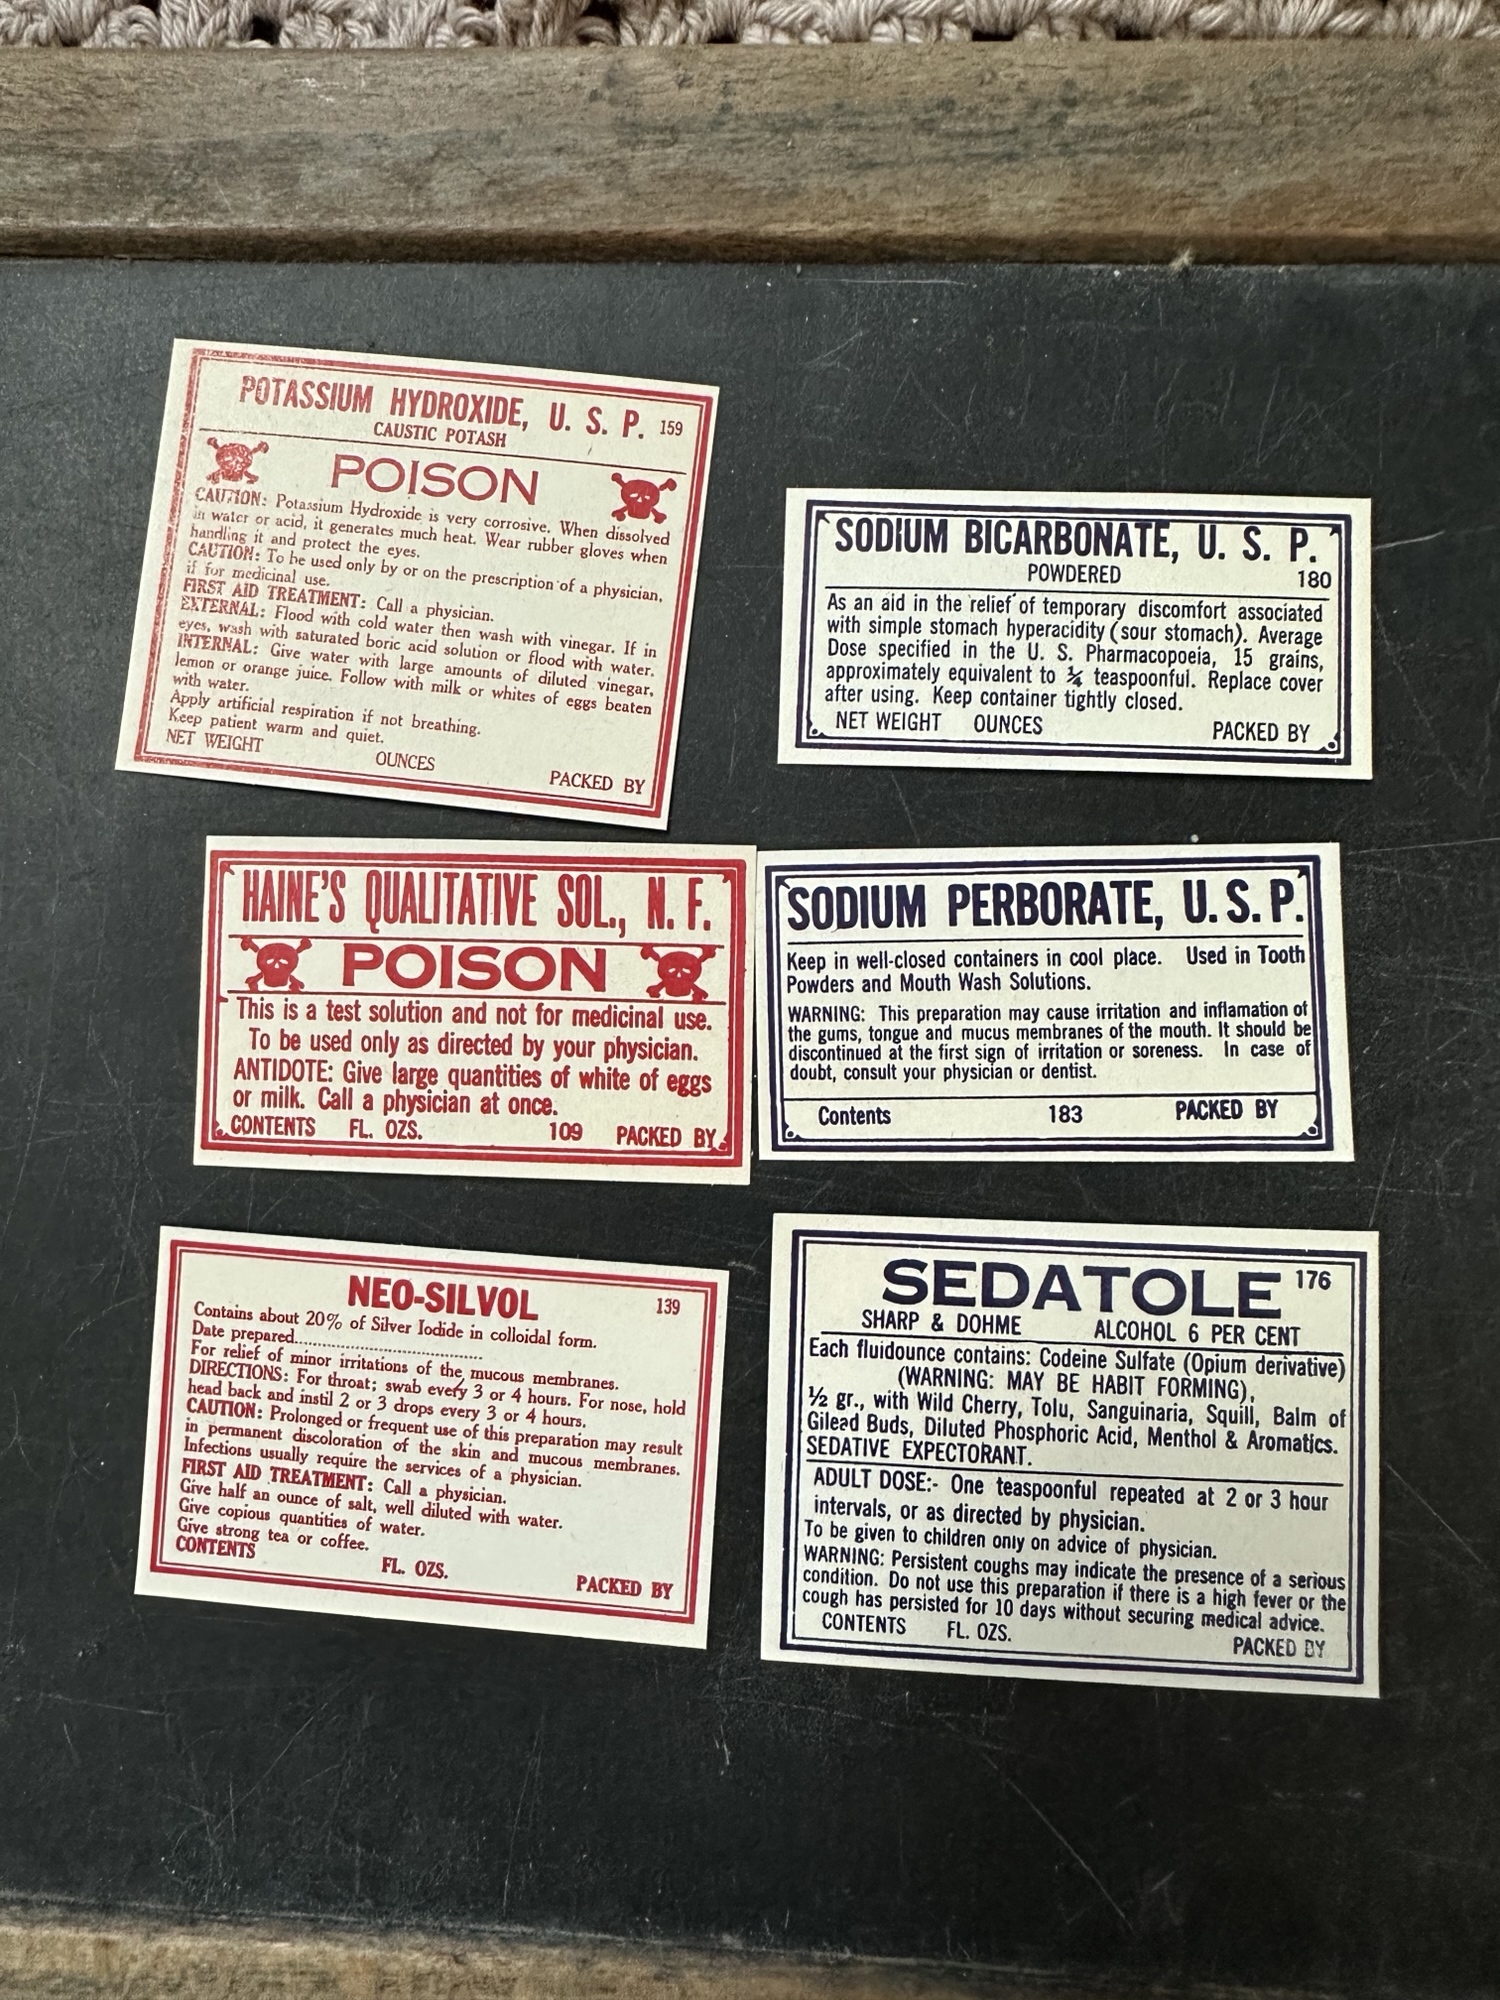 POTASSIUM HYDROXIDE, U. S. P. 159
CAUSTIC POTASH
POISON
CAUTION: Potassium Hydroxide is very corrosive. When dissolved
in water or acid, it generates much heat. Wear rubber gloves when
handling it and protect the eyes.
CAUTION: To be used only by or on the prescription of a physician,
if for medicinal use.
FIRST AID TREATMENT: Call a physician.
EXTERNAL: Flood with cold water then wash with vinegar. If in
eyes, wash with saturated boric acid solution or flood with water.
INTERNAL: Give water with large amounts of diluted vinegar,
lemon or orange juice. Follow with milk or whites of eggs beaten
with water.
Apply artificial respiration if not breathing.
Keep patient warm and quiet.
NET WEIGHT OUNCES PACKED BY
SODIUM BICARBONATE, U. S. P.
POWDERED 180
As an aid in the relief of temporary discomfort associated
with simple stomach hyperacidity (sour stomach). Average
Dose specified in the U. S. Pharmacopoeia, 15 grains,
approximately equivalent to ¼ teaspoonful. Replace cover
after using. Keep container tightly closed.
NET WEIGHT OUNCES PACKED BY
HAINE'S QUALITATIVE SOL., N. F.
POISON
This is a test solution and not for medicinal use.
To be used only as directed by your physician.
ANTIDOTE: Give large quantities of white of eggs
or milk. Call a physician at once.
CONTENTS FL. OZS. 109 PACKED BY
SODIUM PERBORATE, U. S. P.
Keep in well-closed containers in cool place. Used in Tooth
Powders and Mouth Wash Solutions.
WARNING: This preparation may cause irritation and inflamation of
the gums, tongue and mucus membranes of the mouth. It should be
discontinued at the first sign of irritation or soreness. In case of
doubt, consult your physician or dentist.
Contents 183 PACKED BY
NEO-SILVOL 139
Contains about 20% of Silver Iodide in colloidal form.
Date prepared..........................................
For relief of minor irritations of the mucous membranes.
DIRECTIONS: For throat; swab every 3 or 4 hours. For nose, hold
head back and instil 2 or 3 drops every 3 or 4 hours.
CAUTION: Prolonged or frequent use of this preparation may result
in permanent discoloration of the skin and mucous membranes.
Infections usually require the services of a physician.
FIRST AID TREATMENT: Call a physician.
Give half an ounce of salt, well diluted with water.
Give copious quantities of water.
Give strong tea or coffee.
CONTENTS FL. OZS. PACKED BY
SEDATOLE 176
SHARP & DOHME ALCOHOL 6 PER CENT
Each fluidounce contains: Codeine Sulfate (Opium derivative)
(WARNING: MAY BE HABIT FORMING),
½ gr., with Wild Cherry, Tolu, Sanguinaria, Squill, Balm of
Gilead Buds, Diluted Phosphoric Acid, Menthol & Aromatics.
SEDATIVE EXPECTORANT.
ADULT DOSE:- One teaspoonful repeated at 2 or 3 hour
intervals, or as directed by physician.
To be given to children only on advice of physician.
WARNING: Persistent coughs may indicate the presence of a serious
condition. Do not use this preparation if there is a high fever or the
cough has persisted for 10 days without securing medical advice.
CONTENTS FL. OZS. PACKED BY